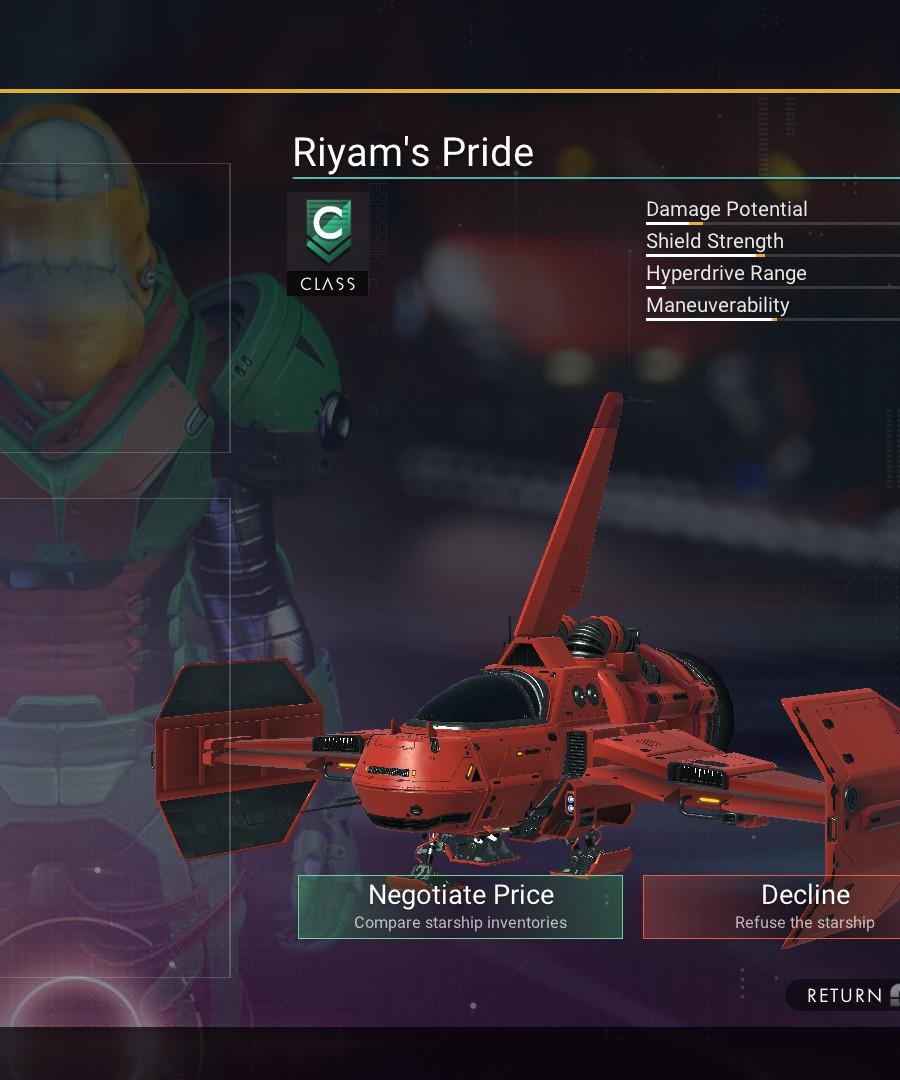 Riyam's Pride
C
CLASS
Damage Potential
Shield Strength
Hyperdrive Range
Maneuverability
Negotiate Price
Compare starship inventories
Decline
Refuse the starship
RETURN